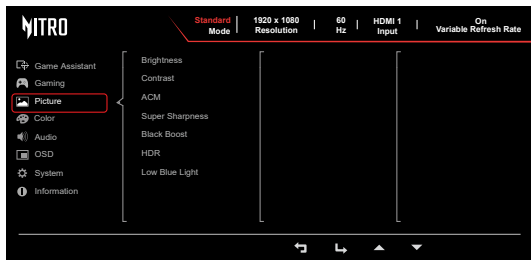 NITRO
Standard Mode
1920 x 1080 Resolution
60 Hz
HDMI 1 Input
On Variable Refresh Rate
Game Assistant
Gaming
Picture
Color
Audio
OSD
System
Information
Brightness
Contrast
ACM
Super Sharpness
Black Boost
HDR
Low Blue Light